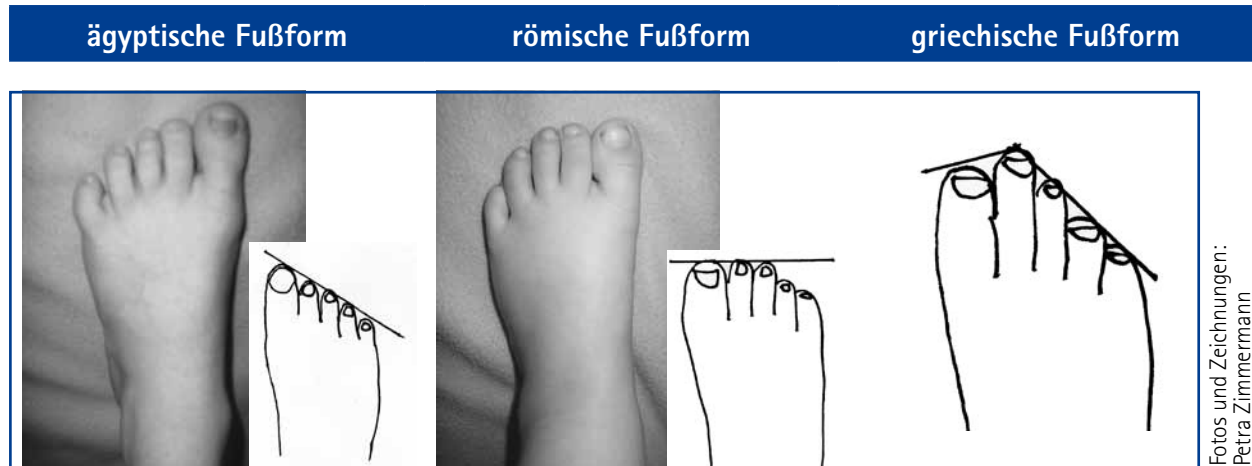 ägyptische Fußform
römische Fußform
griechische Fußform
Fotos und Zeichnungen:
Petra Zimmermann